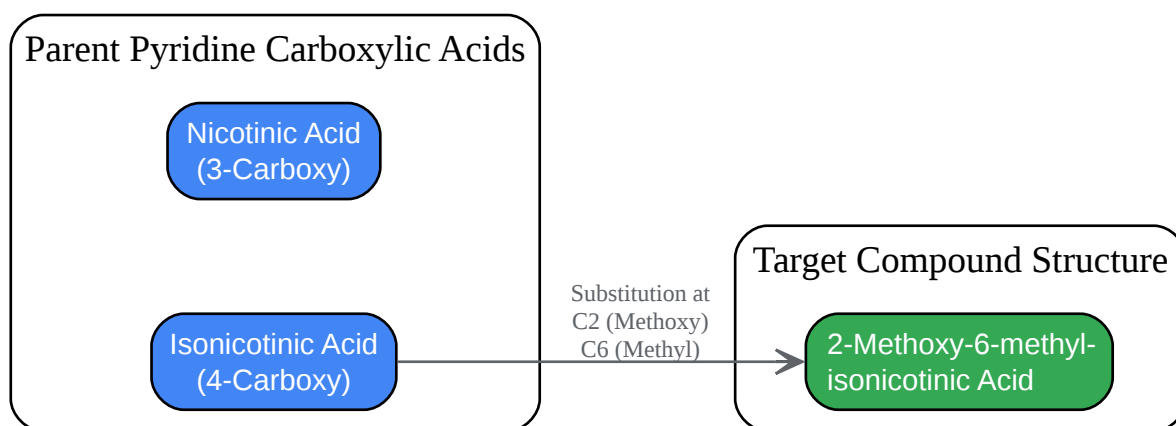 Parent Pyridine Carboxylic Acids
Nicotinic Acid
(3-Carboxy)
Isonicotinic Acid
(4-Carboxy)
Substitution at
C2 (Methoxy)
C6 (Methyl)
Target Compound Structure
2-Methoxy-6-methyl-
isonicotinic Acid